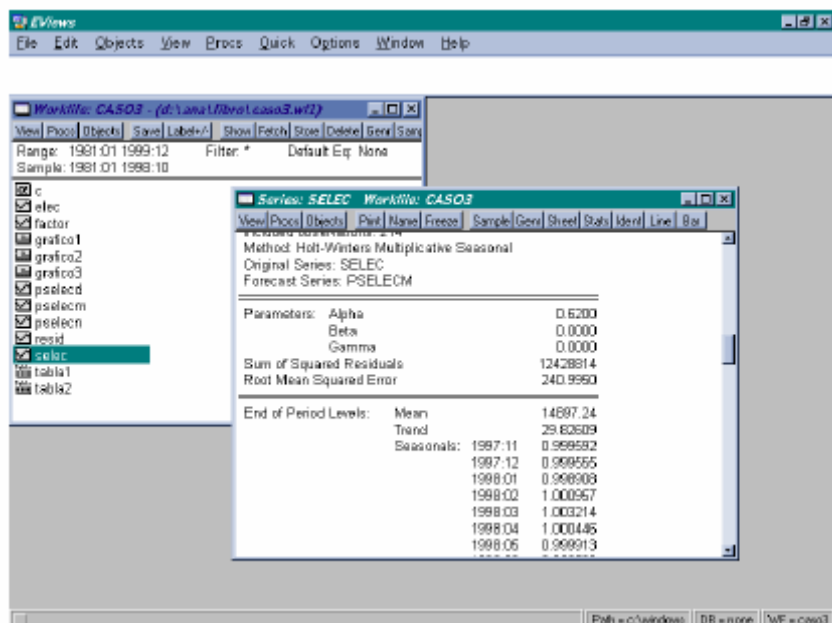 EViews
File Edit Objects View Procs Quick Options Window Help
Workfile: CASO3 - (d:\ana\libro\caso3.wf1)
View Procs Objects Save Label+/- Show Fetch Store Delete Genr Sam
Range: 1981:01 1999:12 Filter: * Default Eq: None
Sample: 1981:01 1998:10
c
elec
factor
grafico1
grafico2
grafico3
pselecd
pselecm
pselecn
resid
selec
tabla1
tabla2
Series: SELEC Workfile: CASO3
View Procs Objects Print Name Freeze Sample Genr Sheet Stats Ident Line Bar
Included observations: 214
Method: Holt-Winters Multiplicative Seasonal
Original Series: SELEC
Forecast Series: PSELECM
Parameters: Alpha 0.6200
Beta 0.0000
Gamma 0.0000
Sum of Squared Residuals 12428814
Root Mean Squared Error 240.9950
End of Period Levels: Mean 14897.24
Trend 29.82609
Seasonals: 1997:11 0.999592
1997:12 0.999555
1998:01 0.998908
1998:02 1.000957
1998:03 1.003214
1998:04 1.000446
1998:05 0.999913
Path = c:\windows DB = none WF = caso3